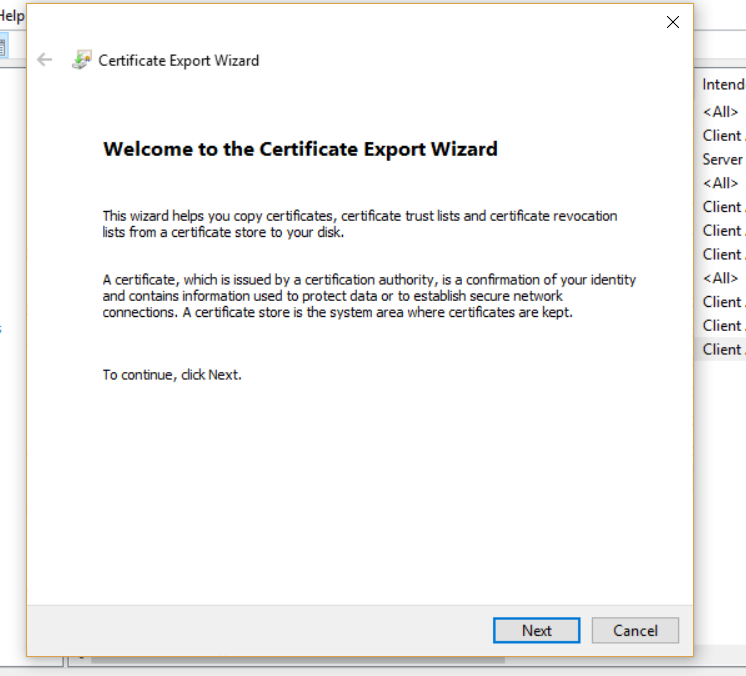 Help
Certificate Export Wizard
Welcome to the Certificate Export Wizard
This wizard helps you copy certificates, certificate trust lists and certificate revocation
lists from a certificate store to your disk.
A certificate, which is issued by a certification authority, is a confirmation of your identity
and contains information used to protect data or to establish secure network
connections. A certificate store is the system area where certificates are kept.
To continue, click Next.
Next
Cancel
Intend
<All>
Client
Server
<All>
Client
Client
Client
<All>
Client
Client
Client